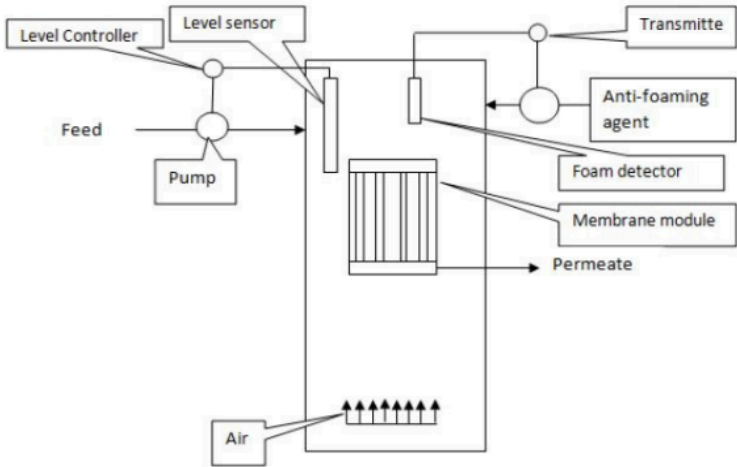 Level sensor
Transmitte
Level Controller
Anti-foaming
agent
Feed
Pump
Foam detector
Membrane module
Permeate
Air